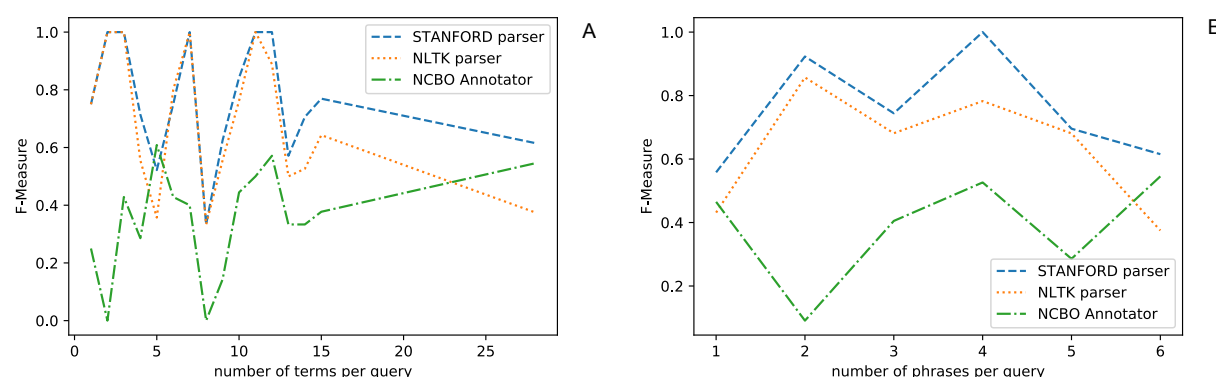 A
STANFORD parser
NLTK parser
NCBO Annotator
F-Measure
1.0
0.8
0.6
0.4
0.2
0.0
0 5 10 15 20 25
number of terms per query
STANFORD parser
NLTK parser
NCBO Annotator
F-Measure
1.0
0.8
0.6
0.4
0.2
1 2 3 4 5 6
number of phrases per query